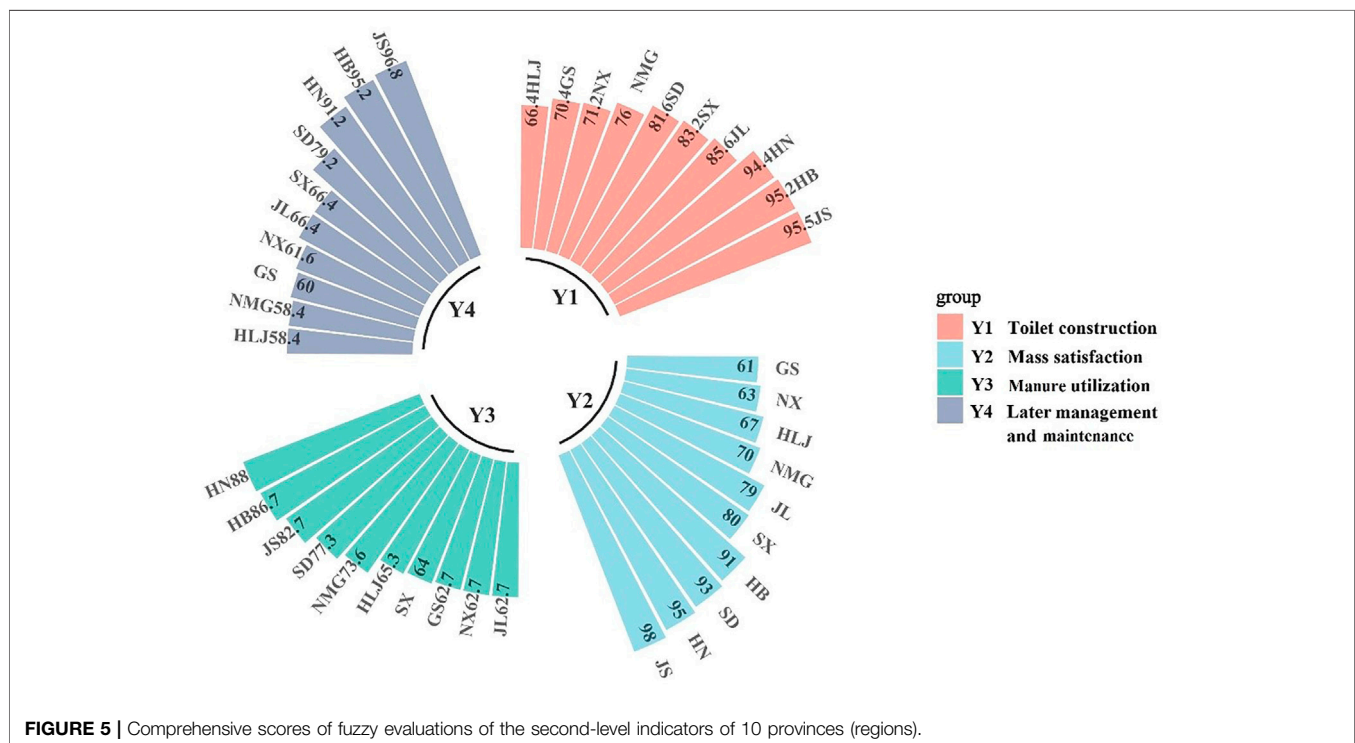 JS96.8
HB95.2
HN91.2
SD79.2
SX66.4
JL66.4
NX61.6
GS 60
NMG58.4
HLJ58.4
Y4
66.4HLJ
70.4GS
71.2NX
76 NMG
81.6SD
83.2SX
85.6JL
94.4HN
95.2HB
95.5JS
Y1
61 GS
63 NX
67 HLJ
70 NMG
79 JL
80 SX
91 HB
93 SD
95 HN
98 JS
Y2
HN88
HB86.7
JS82.7
SD77.3
NMG73.6
HLJ65.3
SX 64
GS62.7
NX62.7
JL62.7
Y3
group
Y1 Toilet construction
Y2 Mass satisfaction
Y3 Manure utilization
Y4 Later management
and maintenance
FIGURE 5 | Comprehensive scores of fuzzy evaluations of the second-level indicators of 10 provinces (regions).